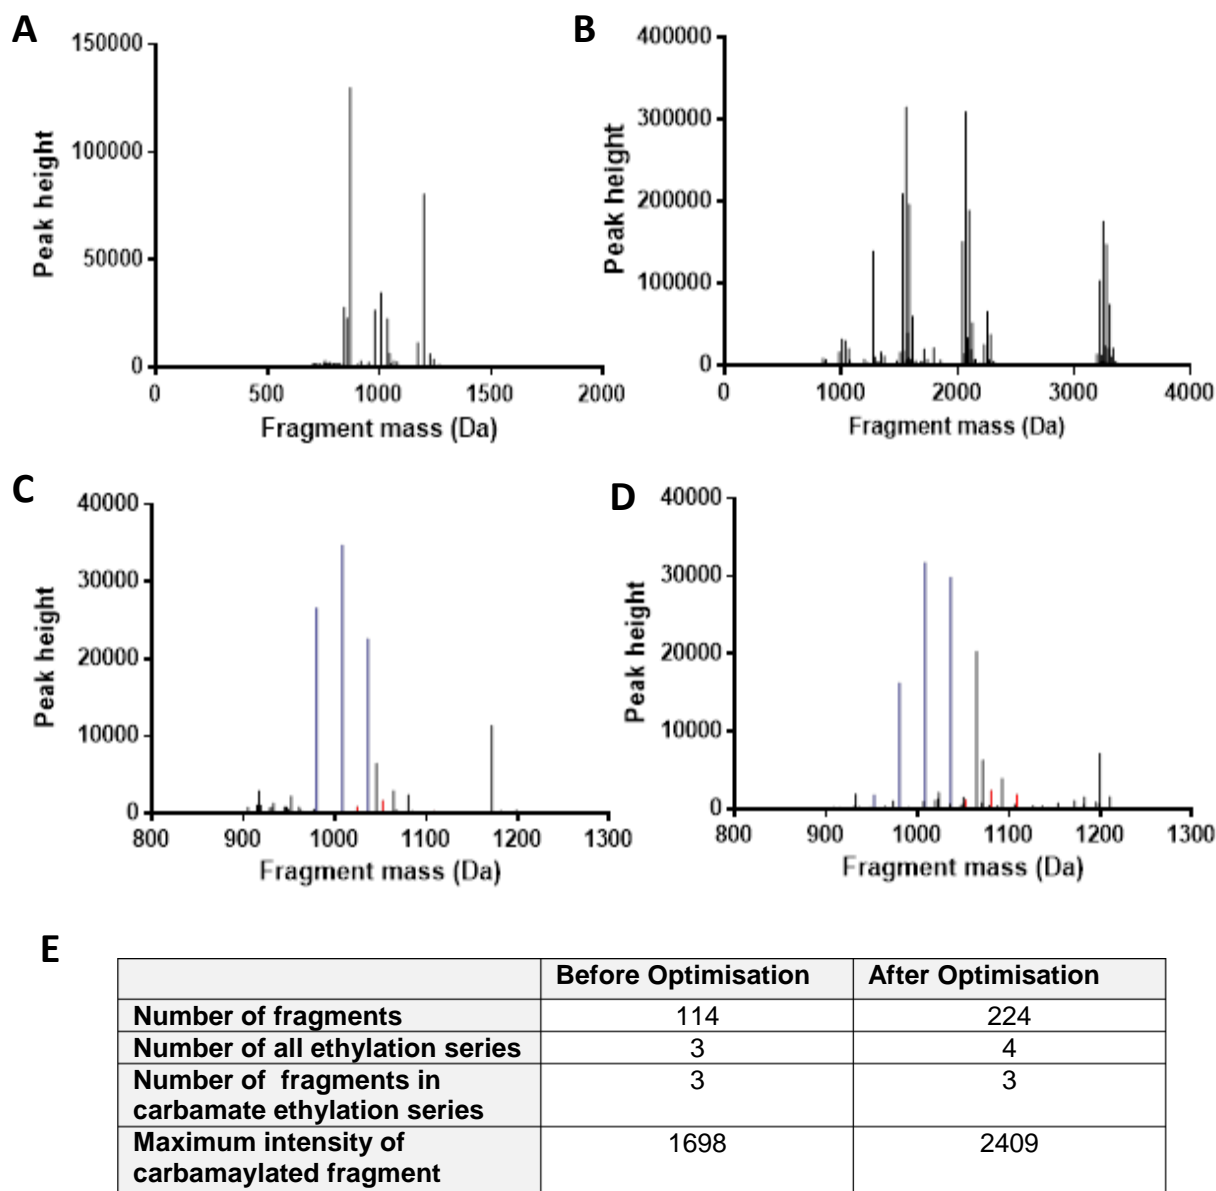 A
B
150000
100000
50000
0
Peak height
0 500 1000 1500 2000
Fragment mass (Da)
400000
300000
200000
100000
0
Peak height
0 1000 2000 3000 4000
Fragment mass (Da)
C
D
40000
30000
20000
10000
0
Peak height
800 900 1000 1100 1200 1300
Fragment mass (Da)
40000
30000
20000
10000
0
Peak height
800 900 1000 1100 1200 1300
Fragment mass (Da)
E
Before Optimisation After Optimisation
Number of fragments 114 224
Number of all ethylation series 3 4
Number of fragments in
carbamate ethylation series 3 3
Maximum intensity of
carbamaylated fragment 1698 2409